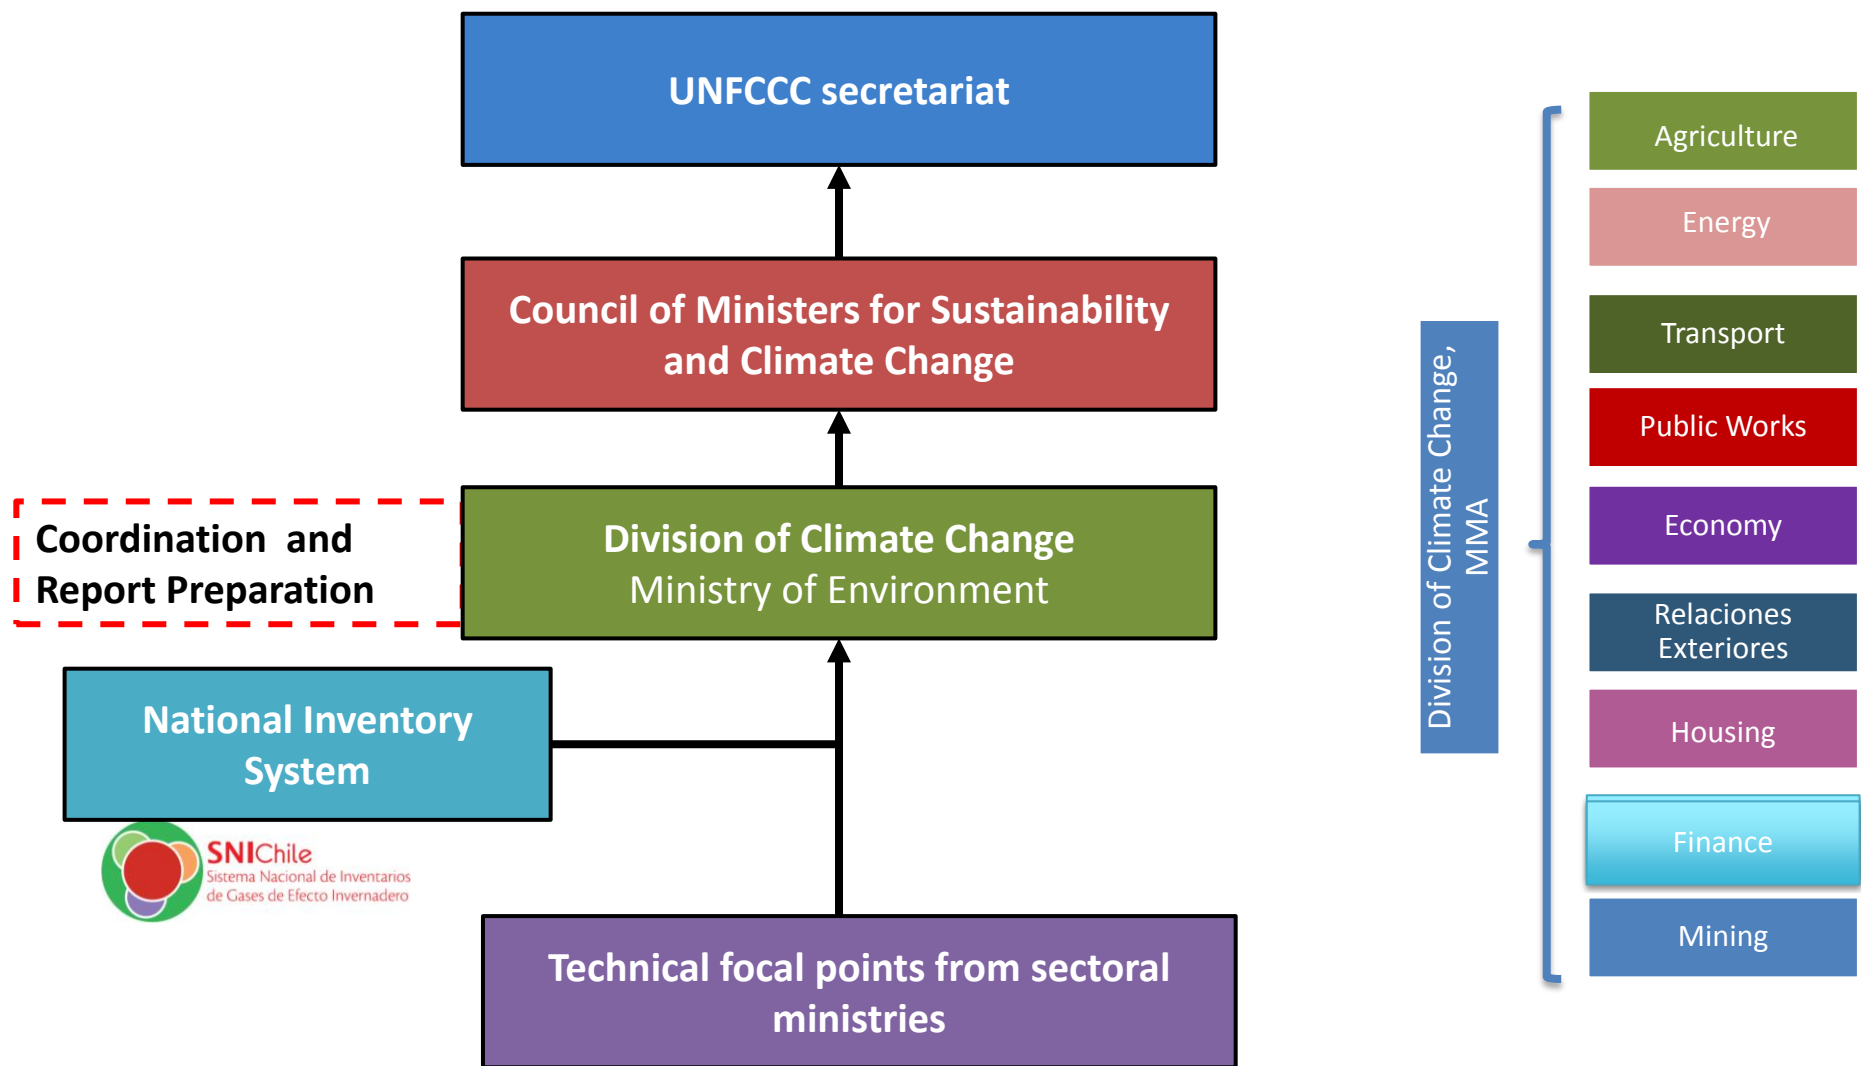 UNFCCC secretariat
Council of Ministers for Sustainability
and Climate Change
Coordination and
Report Preparation
Division of Climate Change
Ministry of Environment
National Inventory
System
SNIChile
Sistema Nacional de Inventarios
de Gases de Efecto Invernadero
Technical focal points from sectoral
ministries
Division of Climate Change,
MMA
Agriculture
Energy
Transport
Public Works
Economy
Relaciones
Exteriores
Housing
Finance
Mining